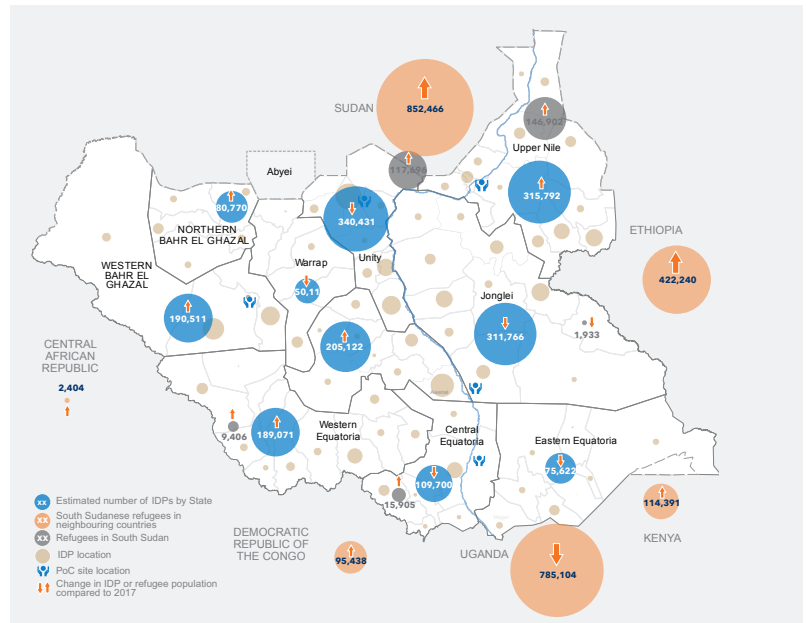 SUDAN
852,466
146,902
Upper Nile
117,696
Abyei
315,792
80,770
340,431
NORTHERN
BAHR EL GHAZAL
ETHIOPIA
422,240
WESTERN
BAHR EL
GHAZAL
Unity
Warrap
50,11
Jonglei
190,511
311,766
1,933
205,122
CENTRAL
AFRICAN
REPUBLIC
2,404
9,406
189,071
Western
Equatoria
Central
Equatoria
Eastern Equatoria
75,622
109,700
15,905
114,391
KENYA
xx Estimated number of IDPs by State
xx South Sudanese refugees in
neighbouring countries
xx Refugees in South Sudan
IDP location
PoC site location
Change in IDP or refugee population
compared to 2017
DEMOCRATIC
REPUBLIC OF
THE CONGO
95,438
UGANDA
785,104